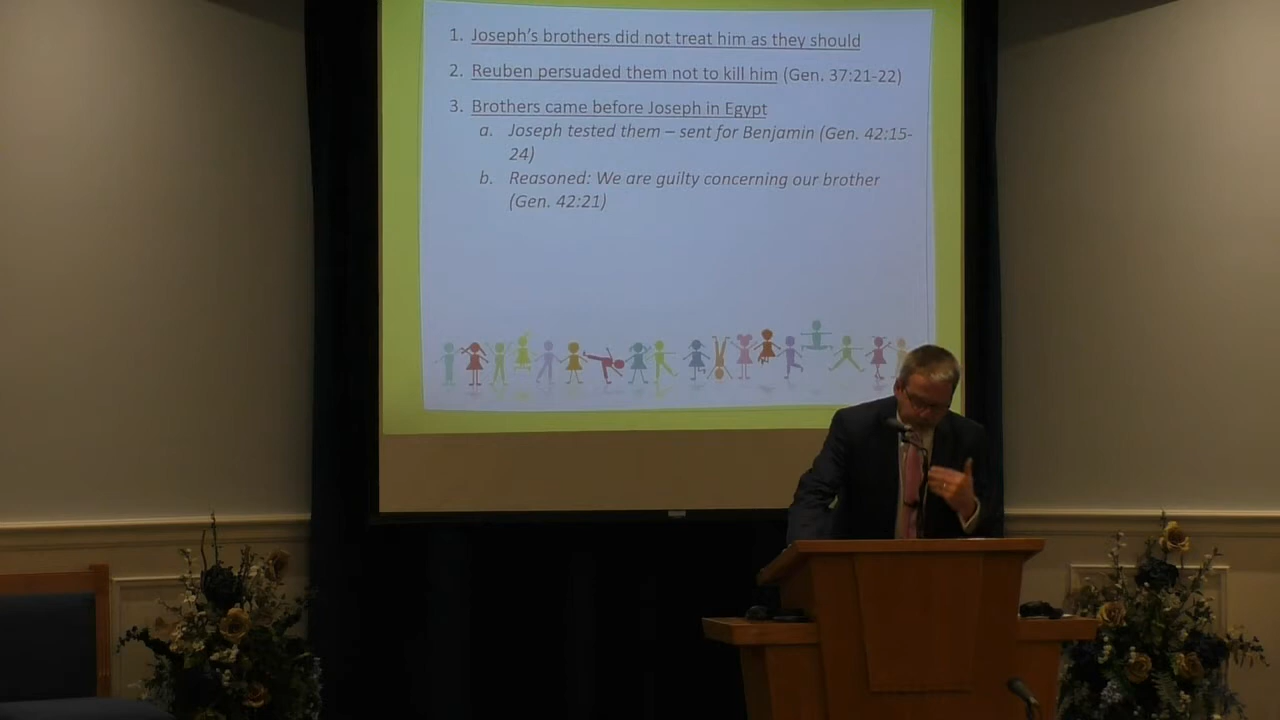 1. Joseph's brothers did not treat him as they should
2. Reuben persuaded them not to kill him (Gen. 37:21-22)
3. Brothers came before Joseph in Egypt
a. Joseph tested them – sent for Benjamin (Gen. 42:15-
24)
b. Reasoned: We are guilty concerning our brother
(Gen. 42:21)